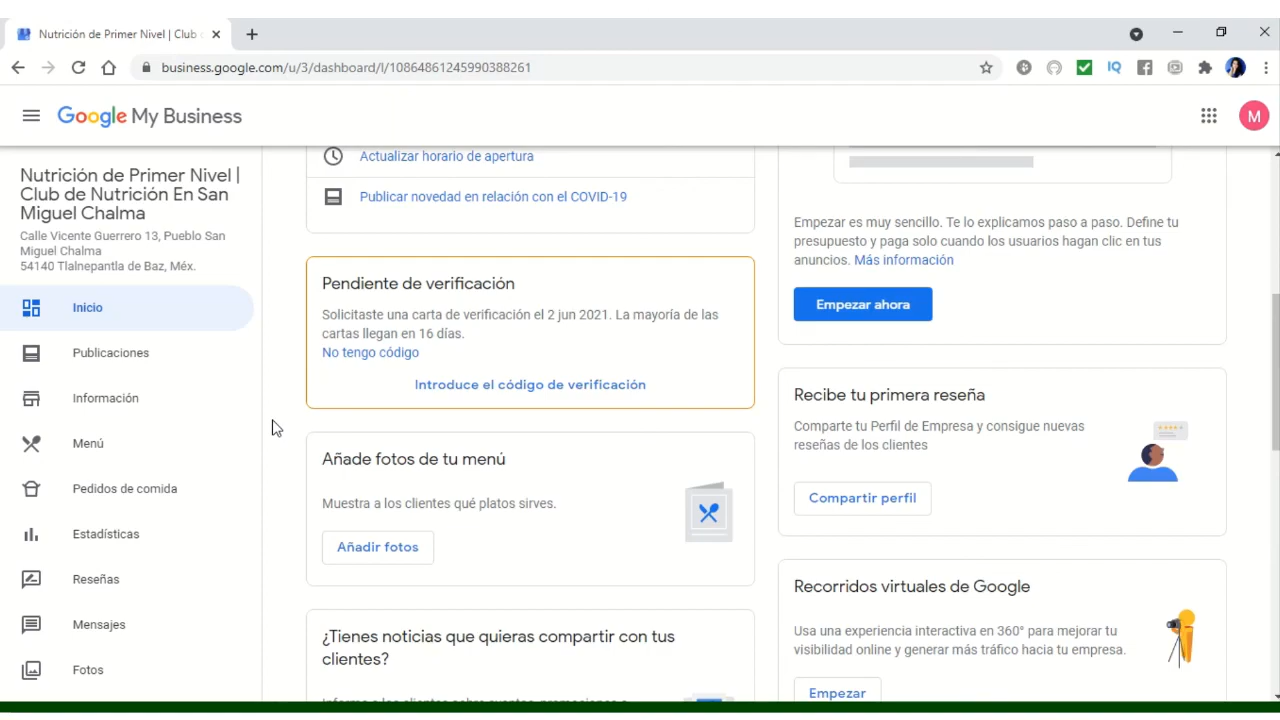 Nutrición de Primer Nivel | Club
business.google.com/u/3/dashboard/l/10864861245990388261
IQ
Google My Business
M
Nutrición de Primer Nivel |
Club de Nutrición En San
Miguel Chalma
Calle Vicente Guerrero 13, Pueblo San
Miguel Chalma
54140 Tlalnepantla de Baz, Méx.
Inicio
Publicaciones
Información
Menú
Pedidos de comida
Estadísticas
Reseñas
Mensajes
Fotos
Actualizar horario de apertura
Publicar novedad en relación con el COVID-19
Pendiente de verificación
Solicitaste una carta de verificación el 2 jun 2021. La mayoría de las
cartas llegan en 16 días.
No tengo código
Introduce el código de verificación
Añade fotos de tu menú
Muestra a los clientes qué platos sirves.
Añadir fotos
¿Tienes noticias que quieras compartir con tus
clientes?
Empezar es muy sencillo. Te lo explicamos paso a paso. Define tu
presupuesto y paga solo cuando los usuarios hagan clic en tus
anuncios. Más información
Empezar ahora
Recibe tu primera reseña
Comparte tu Perfil de Empresa y consigue nuevas
reseñas de los clientes
Compartir perfil
Recorridos virtuales de Google
Usa una experiencia interactiva en 360° para mejorar tu
visibilidad online y generar más tráfico hacia tu empresa.
Empezar